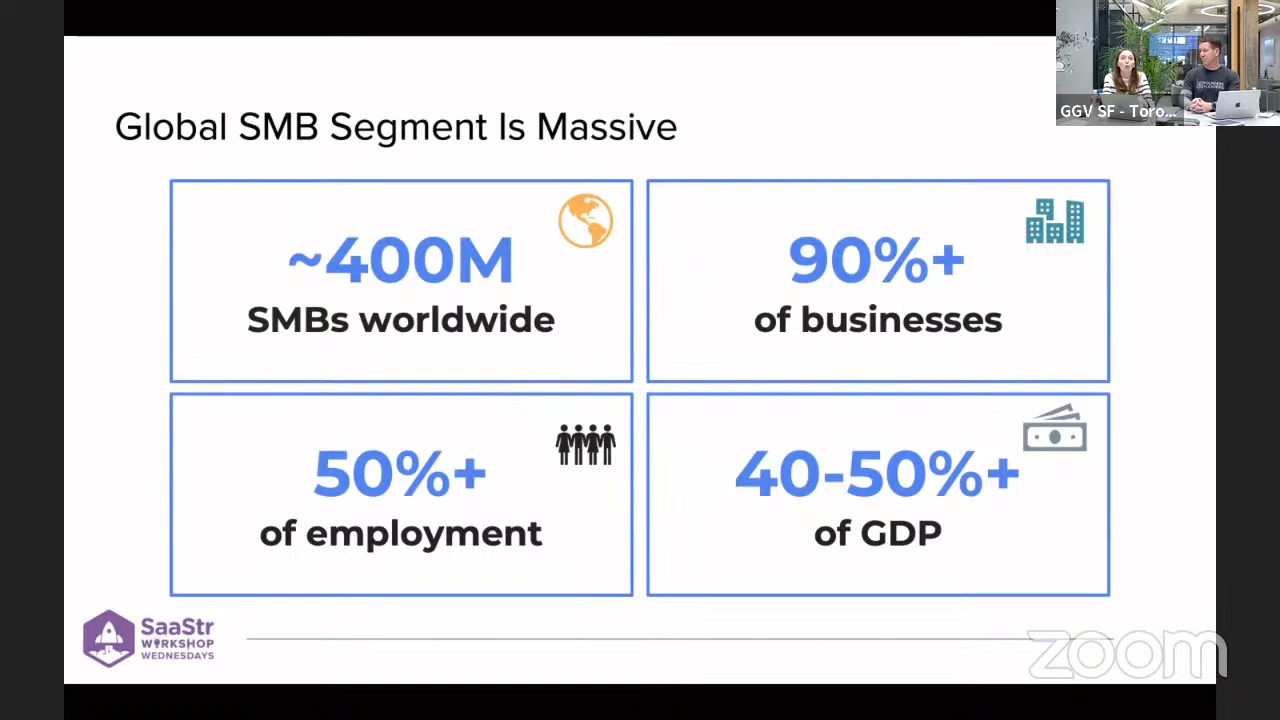 GGV SF - Toro...
Global SMB Segment Is Massive
~400M
SMBs worldwide
90%+
of businesses
50%+
of employment
40-50%+
of GDP
SaaStr
WORKSHOP
WEDNESDAYS
zoom